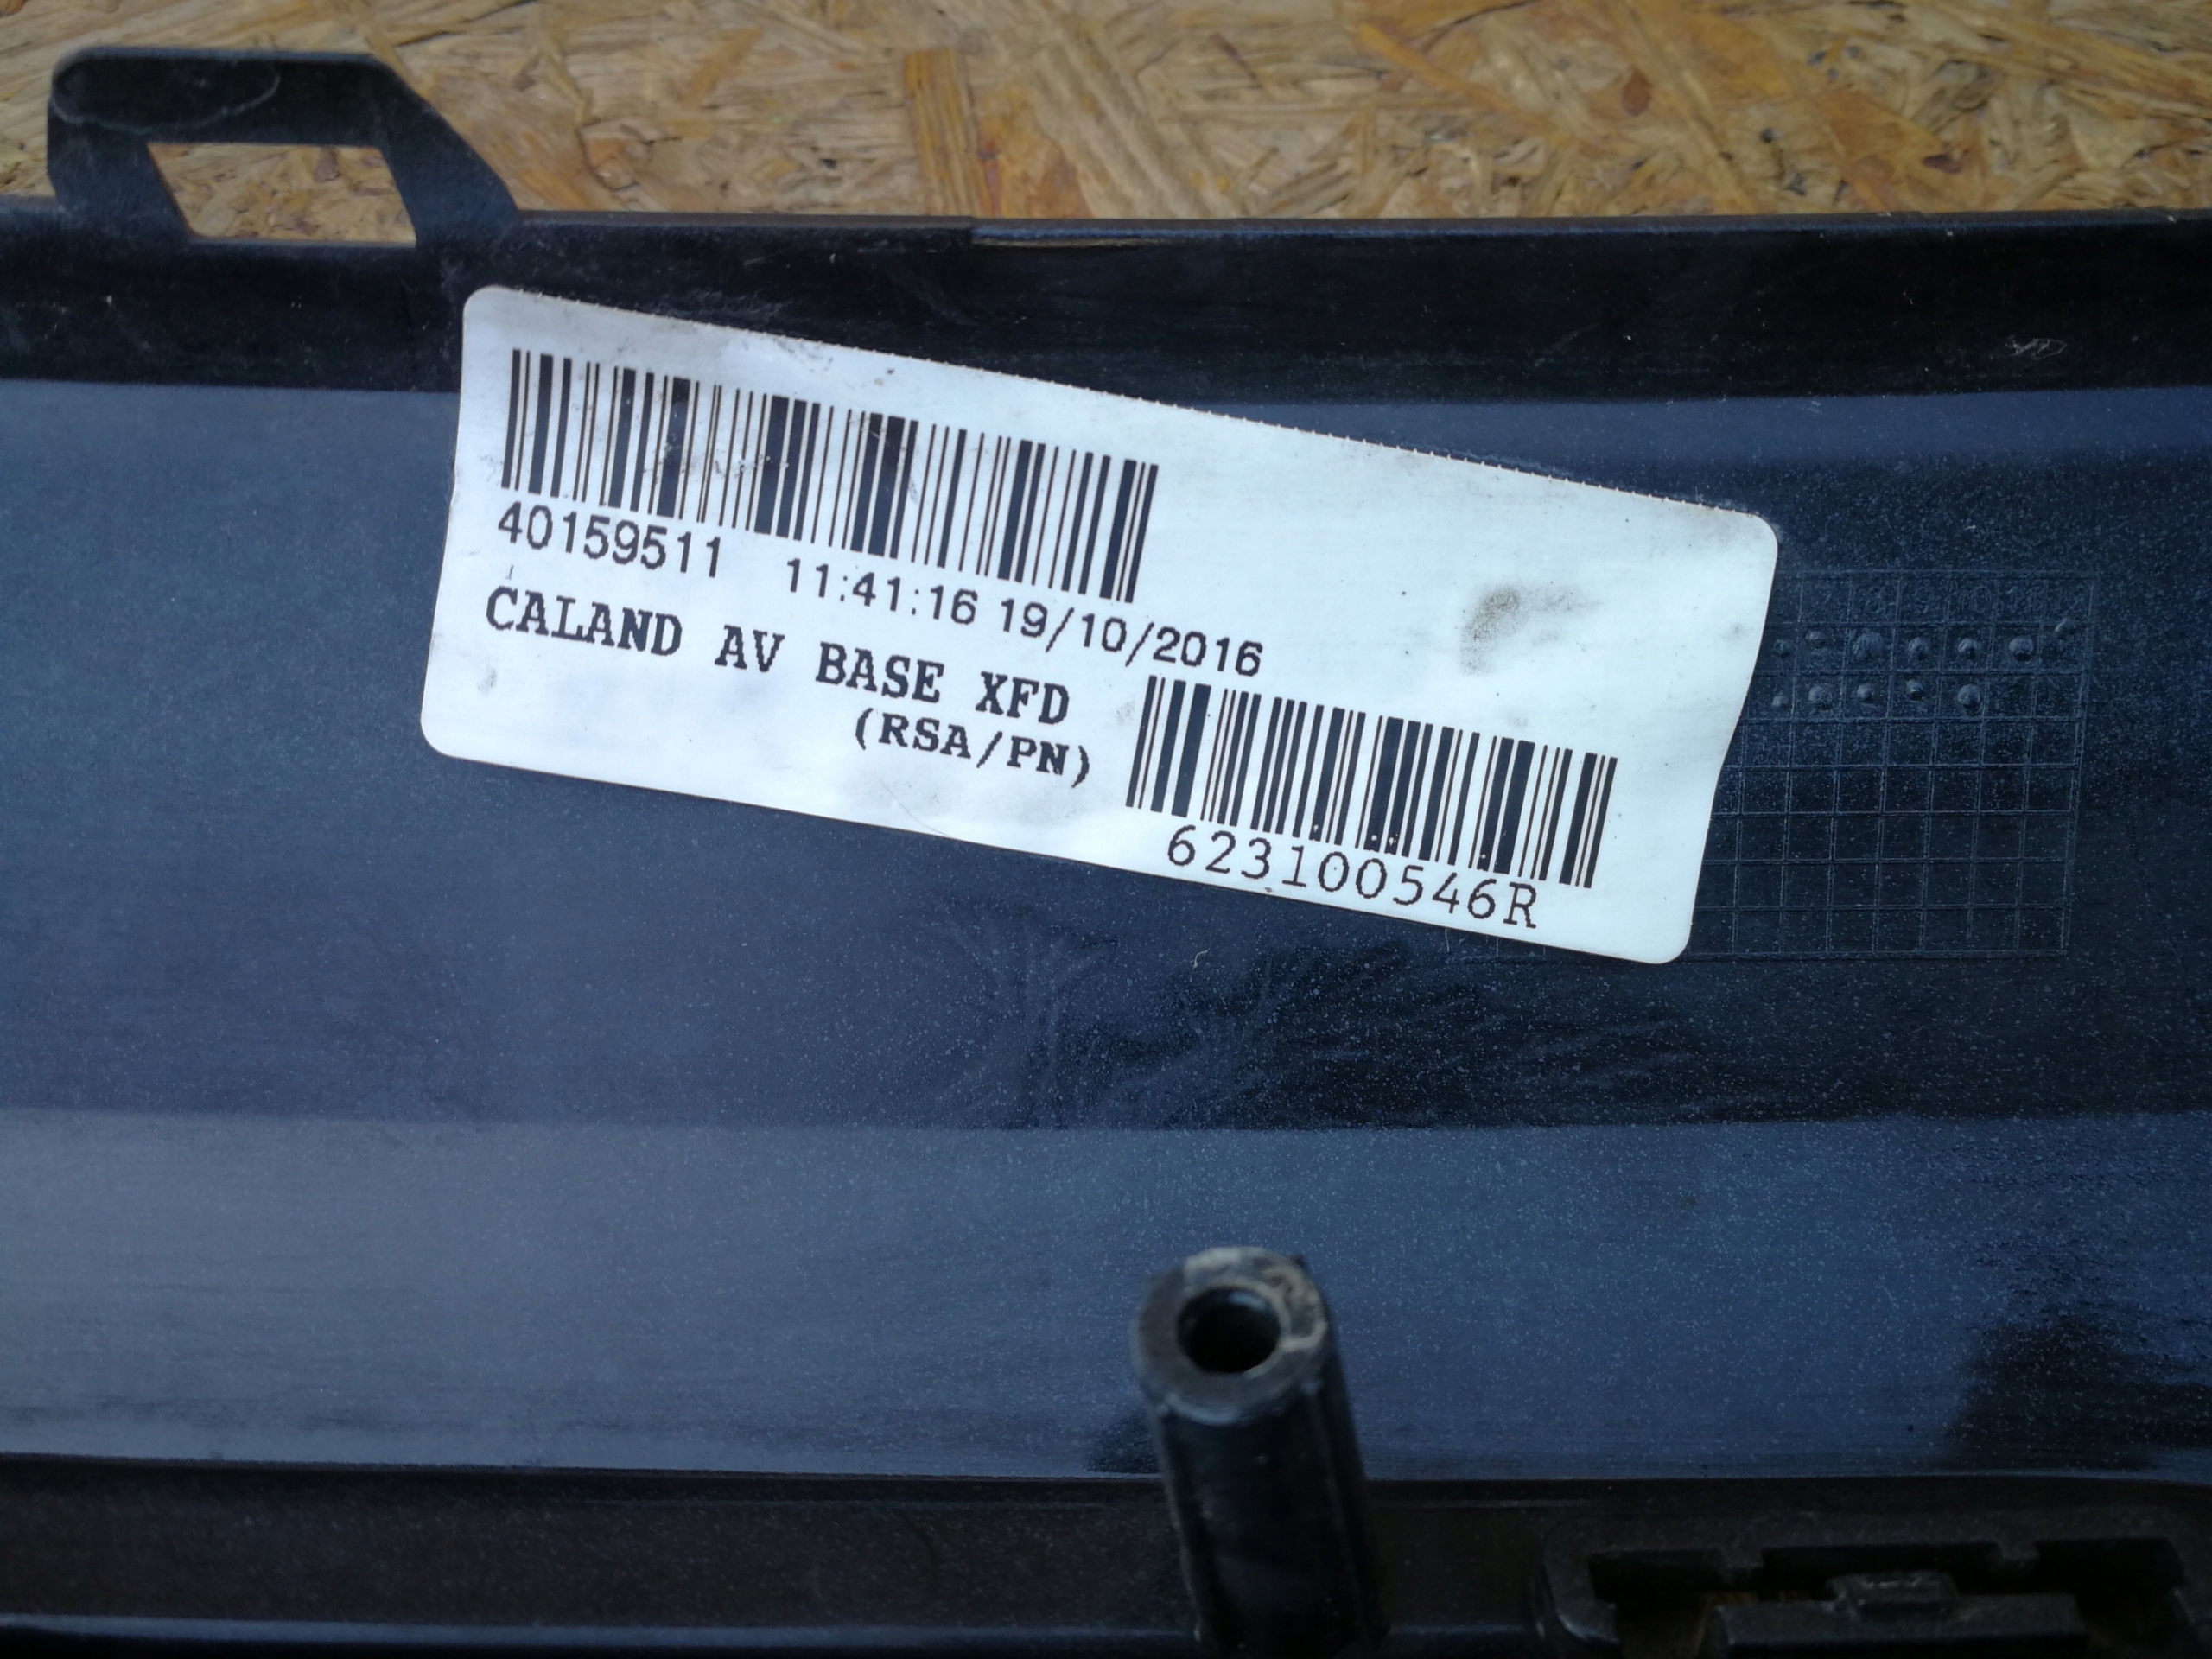 40159511 11:41:16 19/10/2016
CALAND AV BASE XFD
(RSA/PN)
623100546R